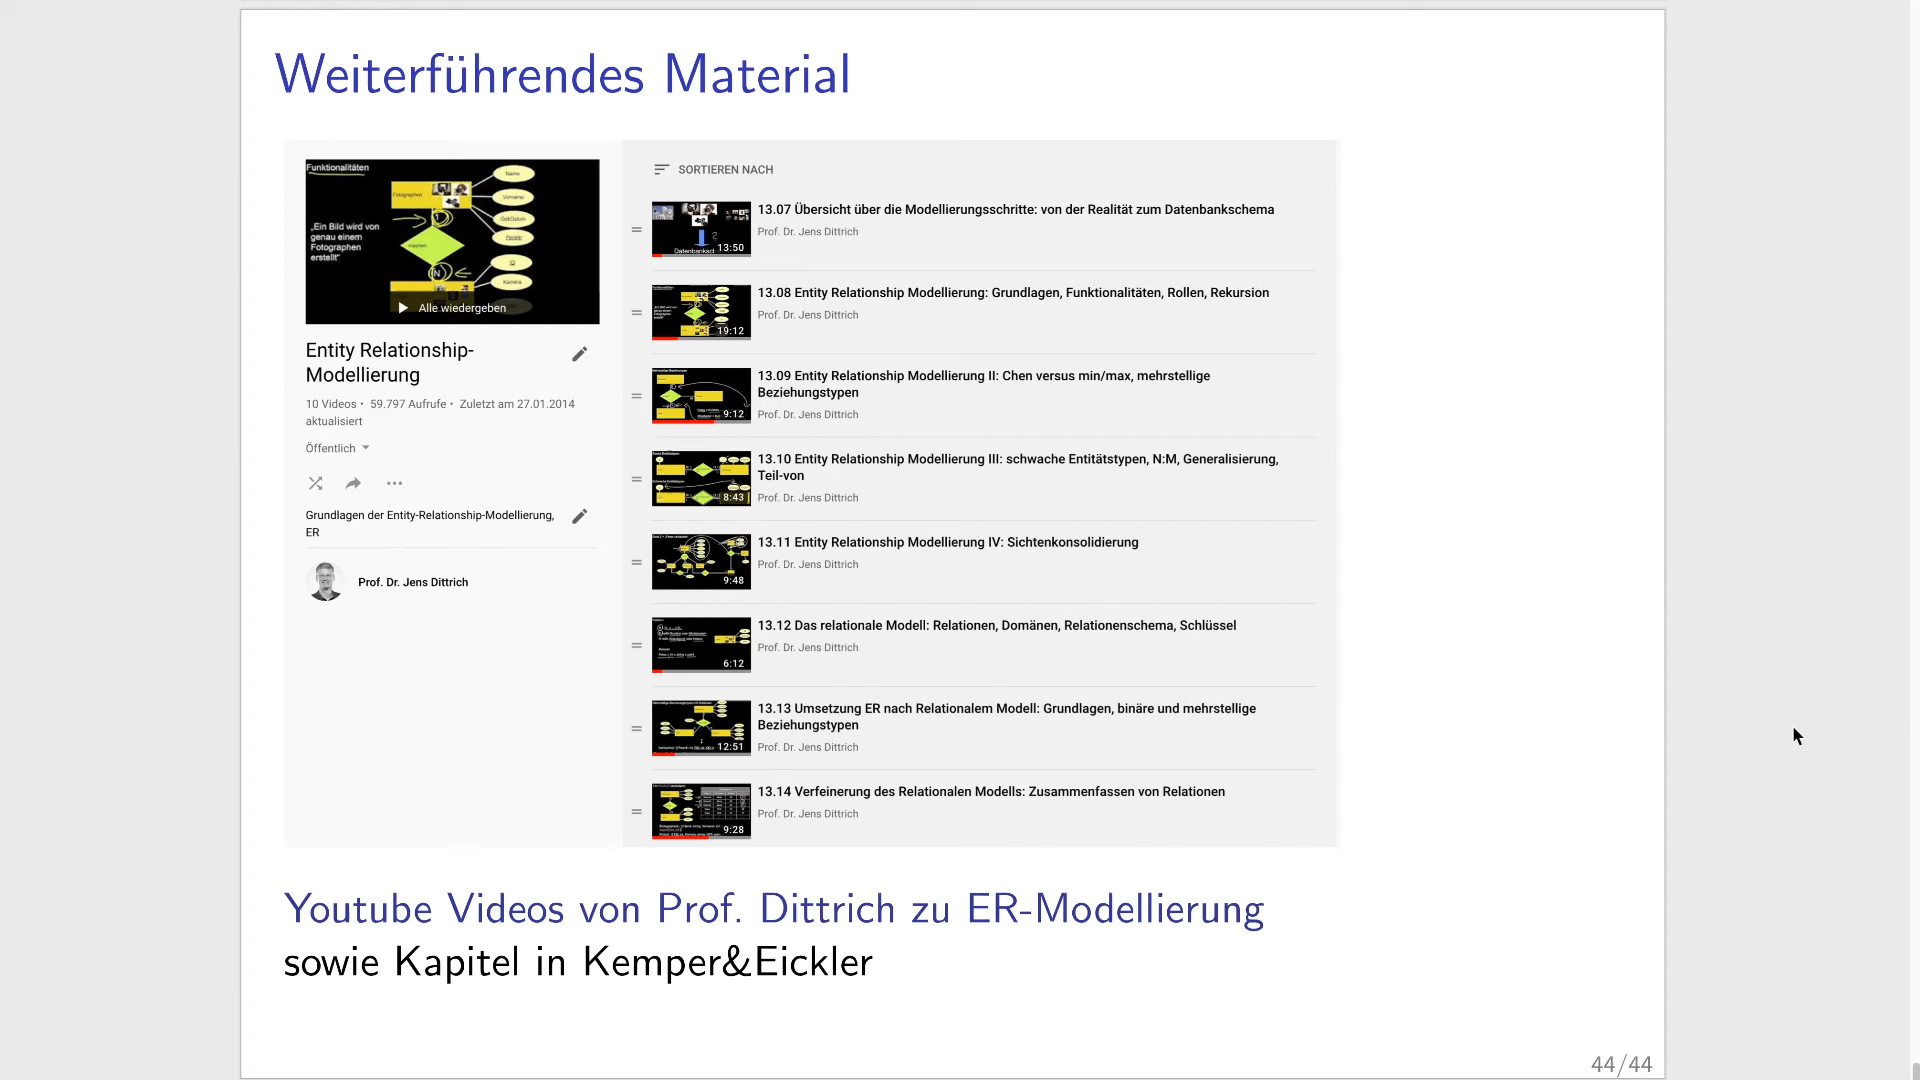 Weiterführendes Material
Funktionalitäten
Fotographen
Name
Vorname
GebDatum
PersNr
„Ein Bild wird von
genau einem
Fotographen
erstellt"
1
machen
N
ID
Kamera
Alle wiedergeben
Entity Relationship-
Modellierung
10 Videos • 59.797 Aufrufe • Zuletzt am 27.01.2014
aktualisiert
Öffentlich
Grundlagen der Entity-Relationship-Modellierung,
ER
Prof. Dr. Jens Dittrich
SORTIEREN NACH
13.07 Übersicht über die Modellierungsschritte: von der Realität zum Datenbankschema
Prof. Dr. Jens Dittrich
13:50
13.08 Entity Relationship Modellierung: Grundlagen, Funktionalitäten, Rollen, Rekursion
Prof. Dr. Jens Dittrich
19:12
13.09 Entity Relationship Modellierung II: Chen versus min/max, mehrstellige
Beziehungstypen
Prof. Dr. Jens Dittrich
9:12
13.10 Entity Relationship Modellierung III: schwache Entitätstypen, N:M, Generalisierung,
Teil-von
Prof. Dr. Jens Dittrich
8:43
13.11 Entity Relationship Modellierung IV: Sichtenkonsolidierung
Prof. Dr. Jens Dittrich
9:48
13.12 Das relationale Modell: Relationen, Domänen, Relationenschema, Schlüssel
Prof. Dr. Jens Dittrich
6:12
13.13 Umsetzung ER nach Relationalem Modell: Grundlagen, binäre und mehrstellige
Beziehungstypen
Prof. Dr. Jens Dittrich
12:51
13.14 Verfeinerung des Relationalen Modells: Zusammenfassen von Relationen
Prof. Dr. Jens Dittrich
9:28
Youtube Videos von Prof. Dittrich zu ER-Modellierung
sowie Kapitel in Kemper&Eickler
44/44